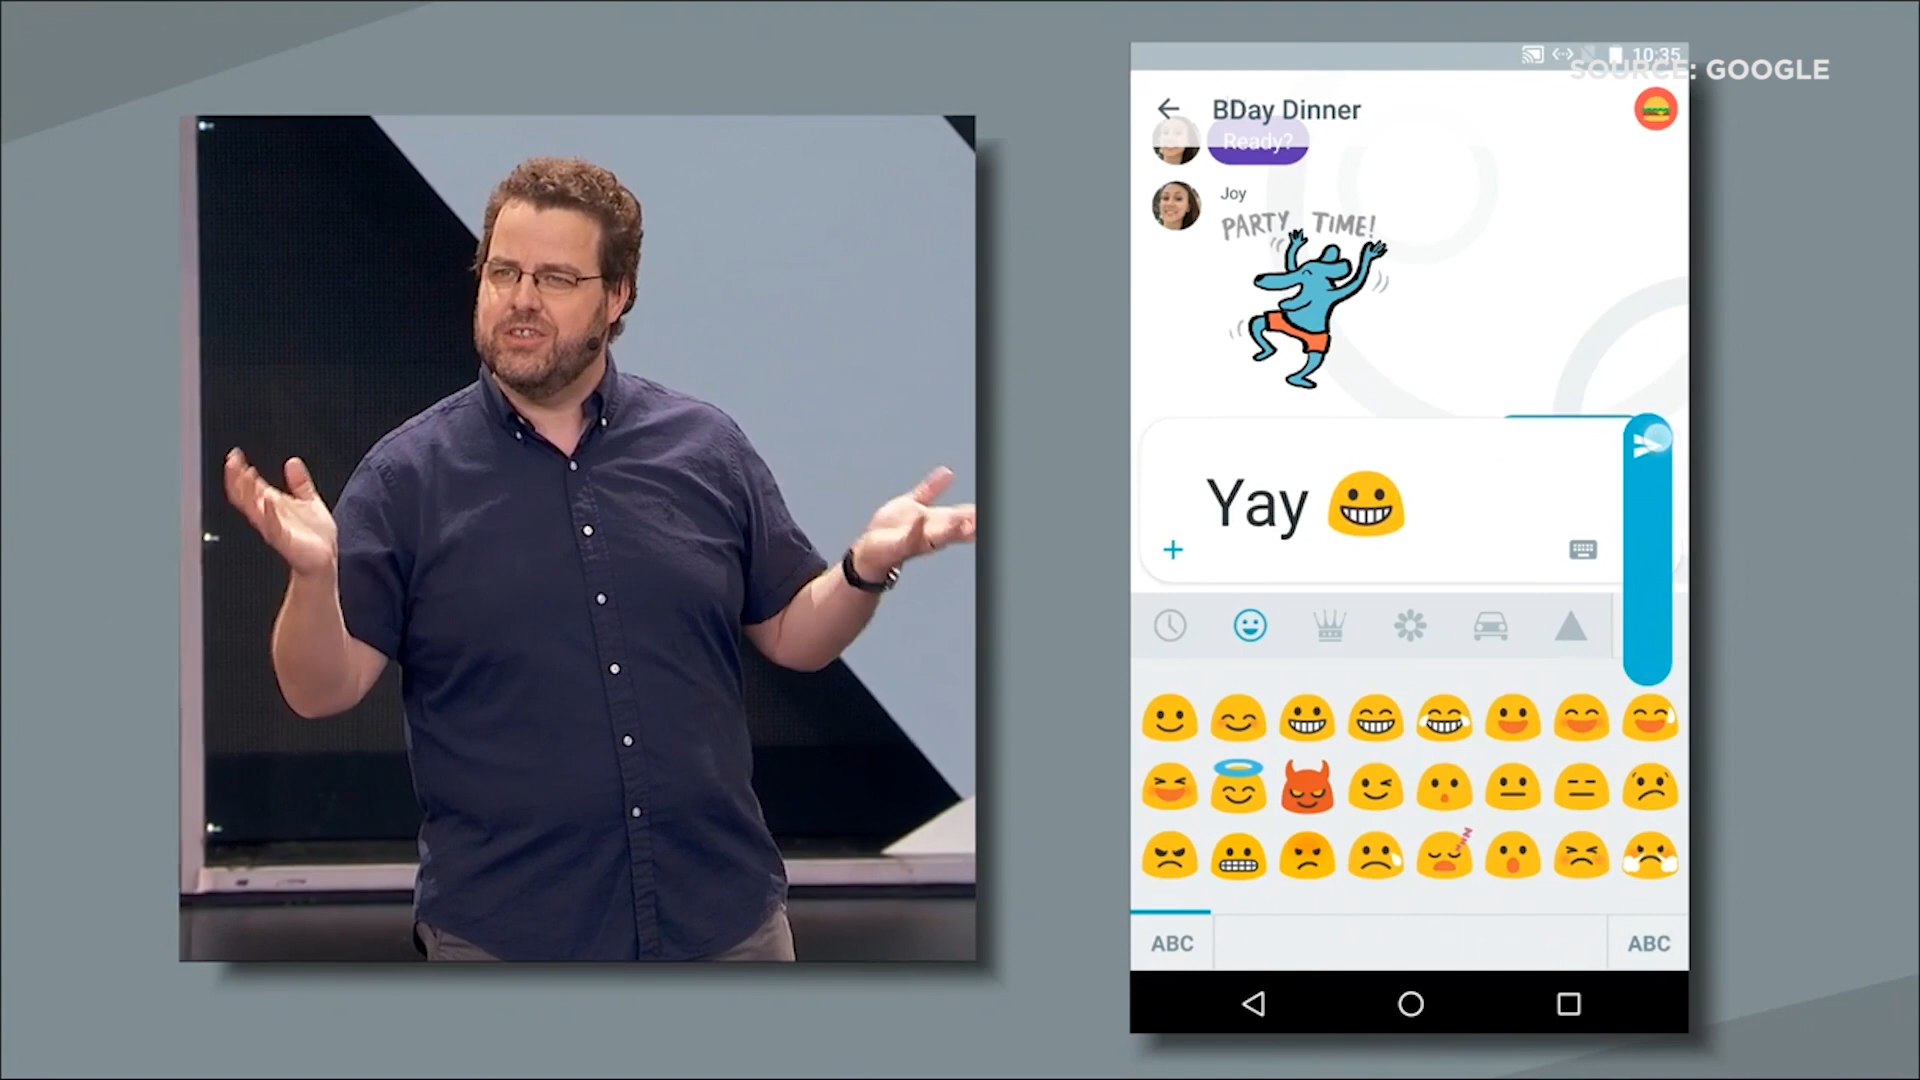 10:35
SOURCE: GOOGLE
BDay Dinner
Ready?
Joy
PARTY TIME!
Yay 😀
ABC
ABC